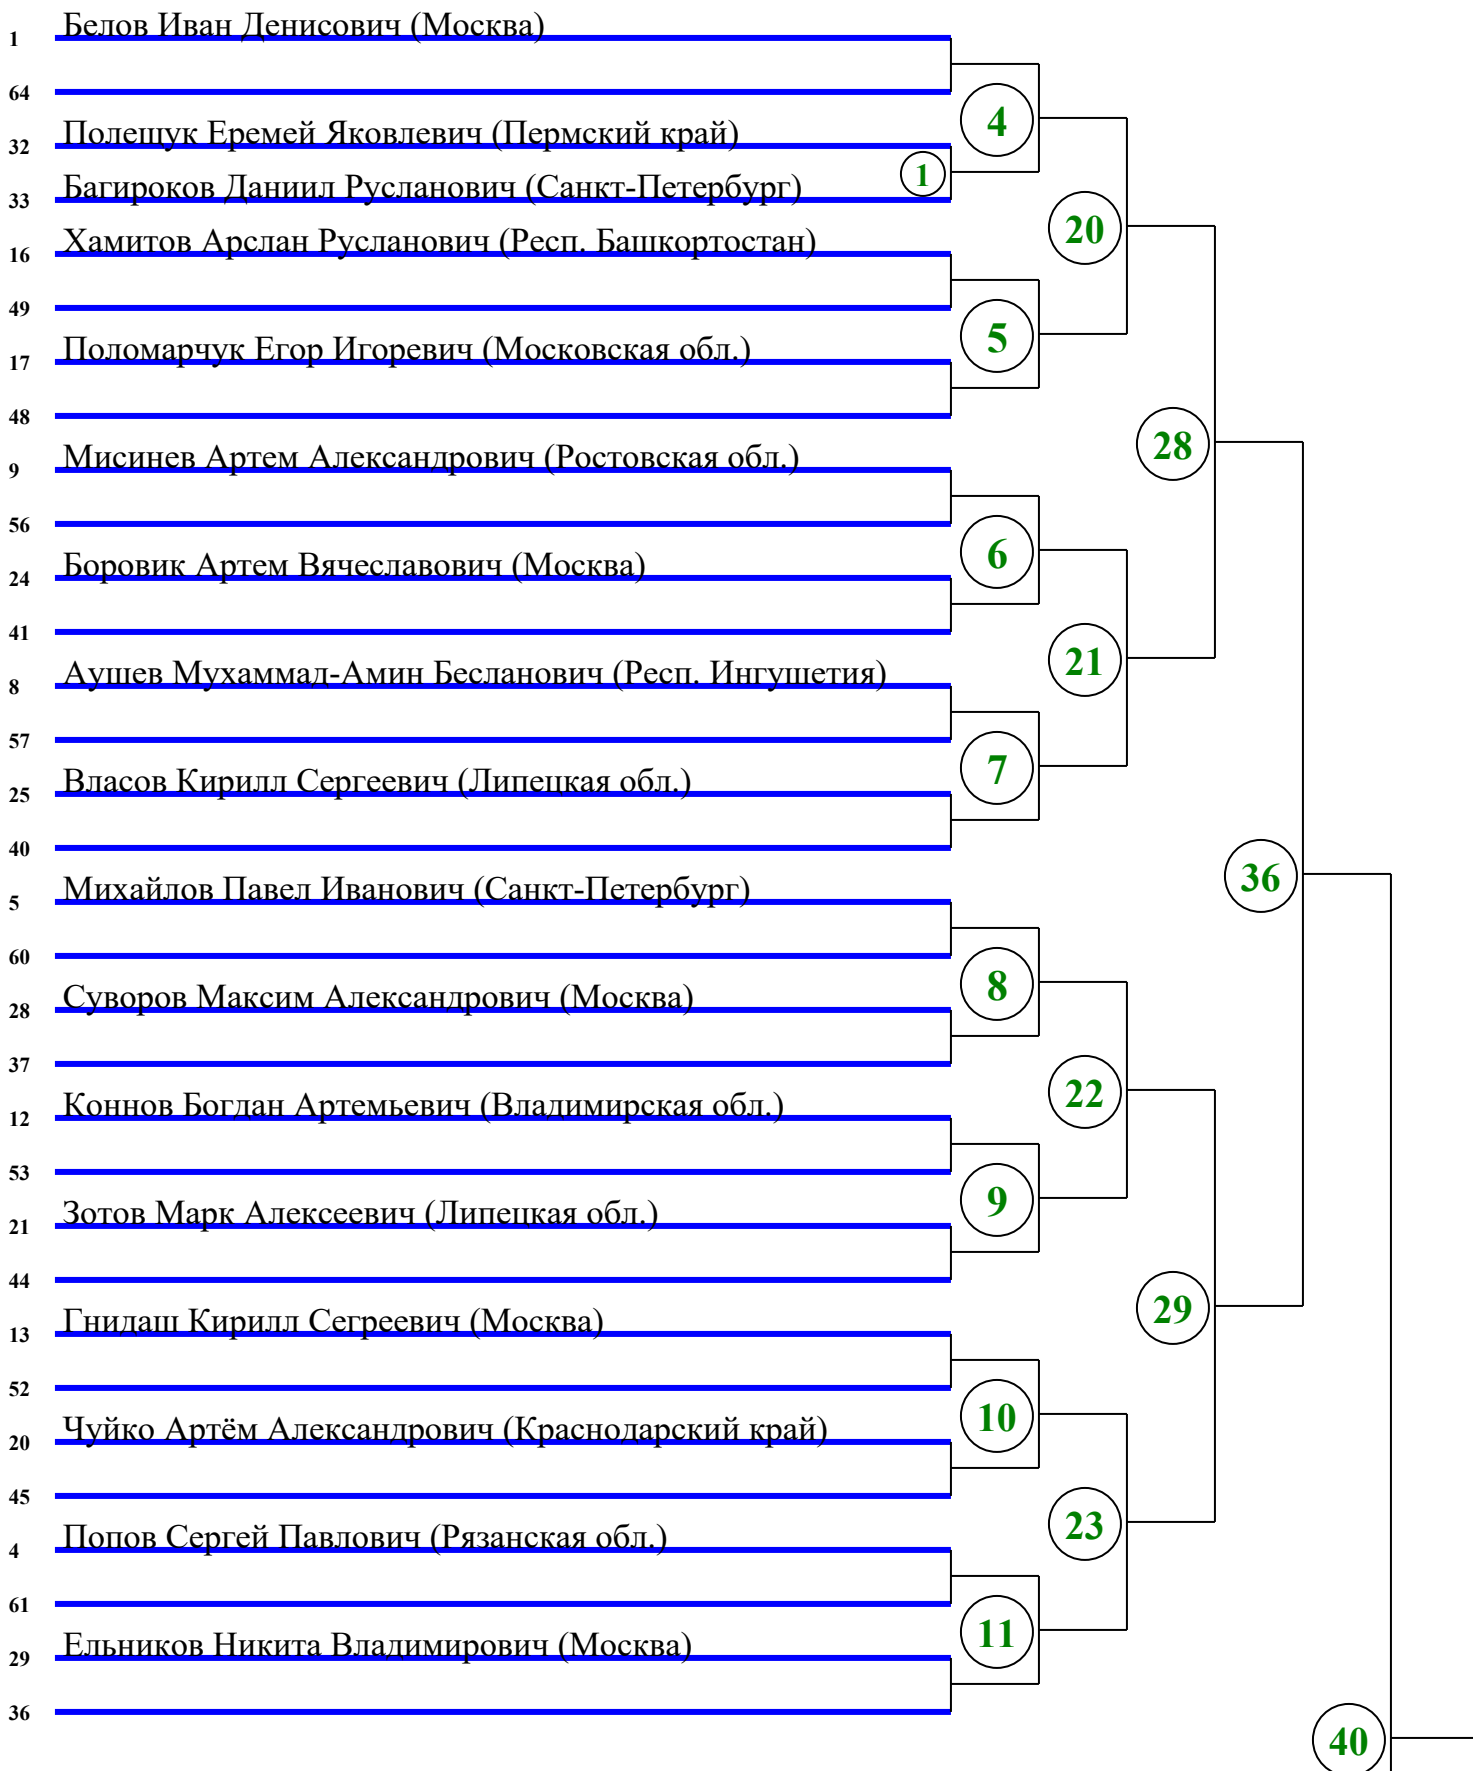 1 Белов Иван Денисович (Москва)
64
4
32 Полещук Еремей Яковлевич (Пермский край)
1
33 Багироков Даниил Русланович (Санкт-Петербург)
20
16 Хамитов Арслан Русланович (Респ. Башкортостан)
49
5
17 Поломарчук Егор Игоревич (Московская обл.)
48
28
9 Мисинев Артем Александрович (Ростовская обл.)
56
6
24 Боровик Артем Вячеславович (Москва)
41
21
8 Аушев Мухаммад-Амин Бесланович (Респ. Ингушетия)
57
7
25 Власов Кирилл Сергеевич (Липецкая обл.)
40
36
5 Михайлов Павел Иванович (Санкт-Петербург)
60
8
28 Суворов Максим Александрович (Москва)
37
22
12 Коннов Богдан Артемьевич (Владимирская обл.)
53
9
21 Зотов Марк Алексеевич (Липецкая обл.)
44
29
13 Гнидаш Кирилл Сегреевич (Москва)
52
10
20 Чуйко Артём Александрович (Краснодарский край)
45
23
4 Попов Сергей Павлович (Рязанская обл.)
61
11
29 Ельников Никита Владимирович (Москва)
36
40